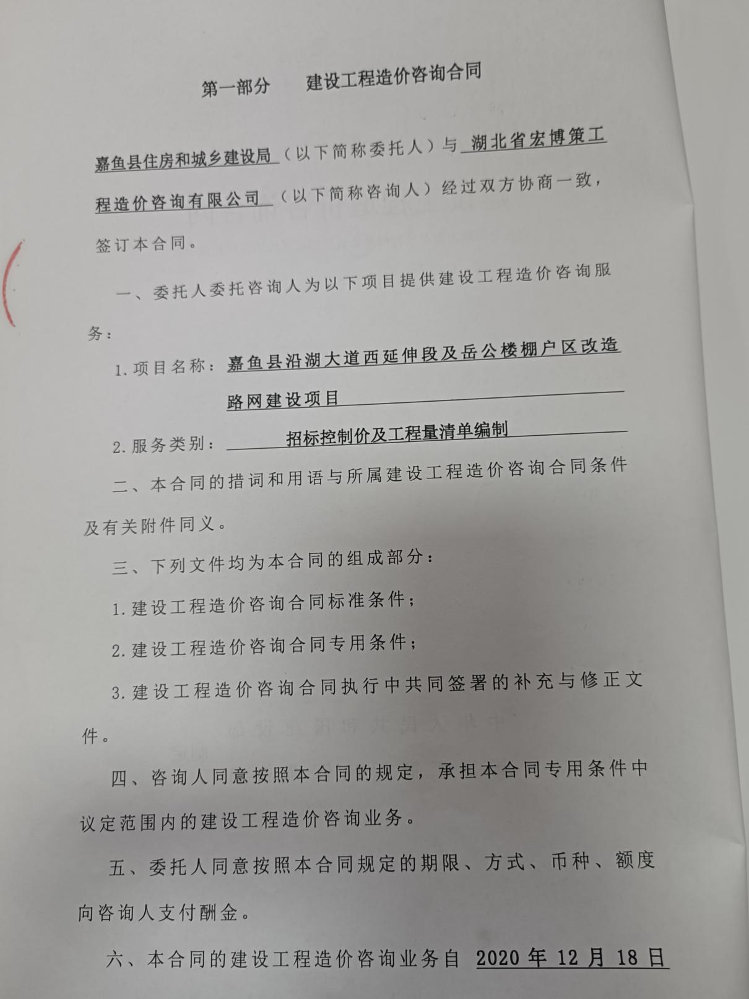 第一部分 建设工程造价咨询合同
嘉鱼县住房和城乡建设局（以下简称委托人）与 湖北省宏博策工
程造价咨询有限公司（以下简称咨询人）经过双方协商一致，
签订本合同。
一、委托人委托咨询人为以下项目提供建设工程造价咨询服
务：
1.项目名称：嘉鱼县沿湖大道西延伸段及岳公楼棚户区改造
路网建设项目
2.服务类别： 招标控制价及工程量清单编制
二、本合同的措词和用语与所属建设工程造价咨询合同条件
及有关附件同义。
三、下列文件均为本合同的组成部分：
1.建设工程造价咨询合同标准条件；
2.建设工程造价咨询合同专用条件；
3.建设工程造价咨询合同执行中共同签署的补充与修正文
件。
四、咨询人同意按照本合同的规定，承担本合同专用条件中
议定范围内的建设工程造价咨询业务。
五、委托人同意按照本合同规定的期限、方式、币种、额度
向咨询人支付酬金。
六、本合同的建设工程造价咨询业务自 2020 年 12 月 18 日